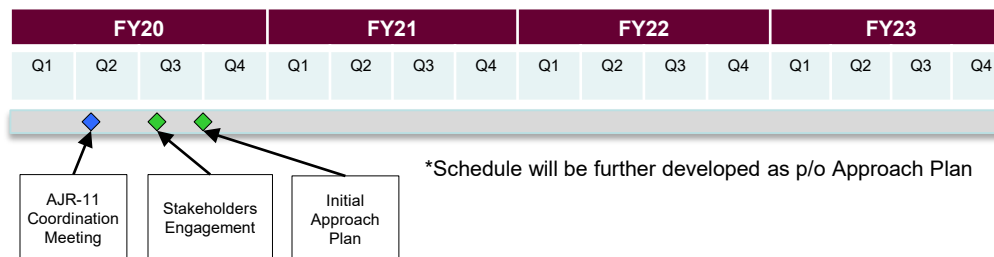 FY20 FY21 FY22 FY23
Q1 Q2 Q3 Q4 Q1 Q2 Q3 Q4 Q1 Q2 Q3 Q4 Q1 Q2 Q3 Q4
*Schedule will be further developed as p/o Approach Plan
AJR-11
Coordination
Meeting
Stakeholders
Engagement
Initial
Approach
Plan